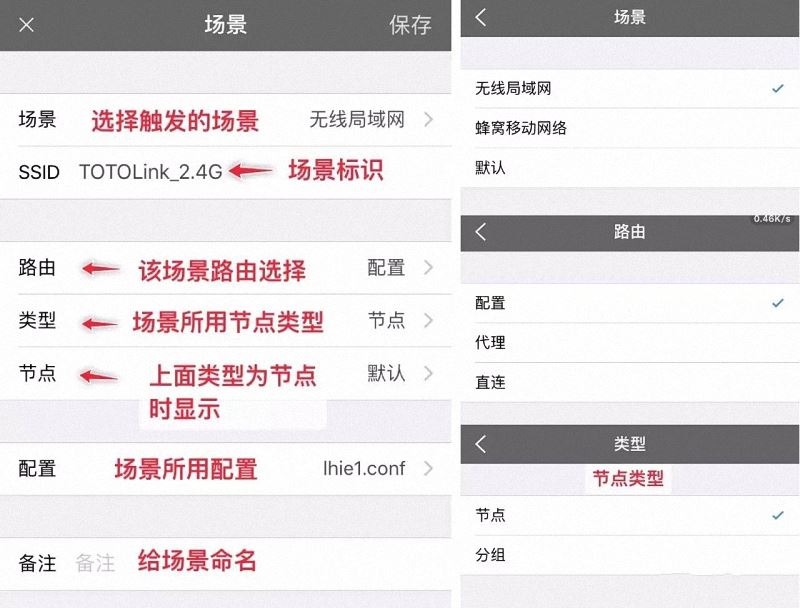 场景
保存
场景 选择触发的场景 无线局域网
SSID TOTOLink_2.4G 场景标识
路由 该场景路由选择 配置
类型 场景所用节点类型 节点
节点 上面类型为节点 默认
时显示
配置 场景所用配置 lhie1.conf
备注 备注 给场景命名
场景
无线局域网
蜂窝移动网络
默认
0.46K/s
路由
配置
代理
直连
类型
节点类型
节点
分组